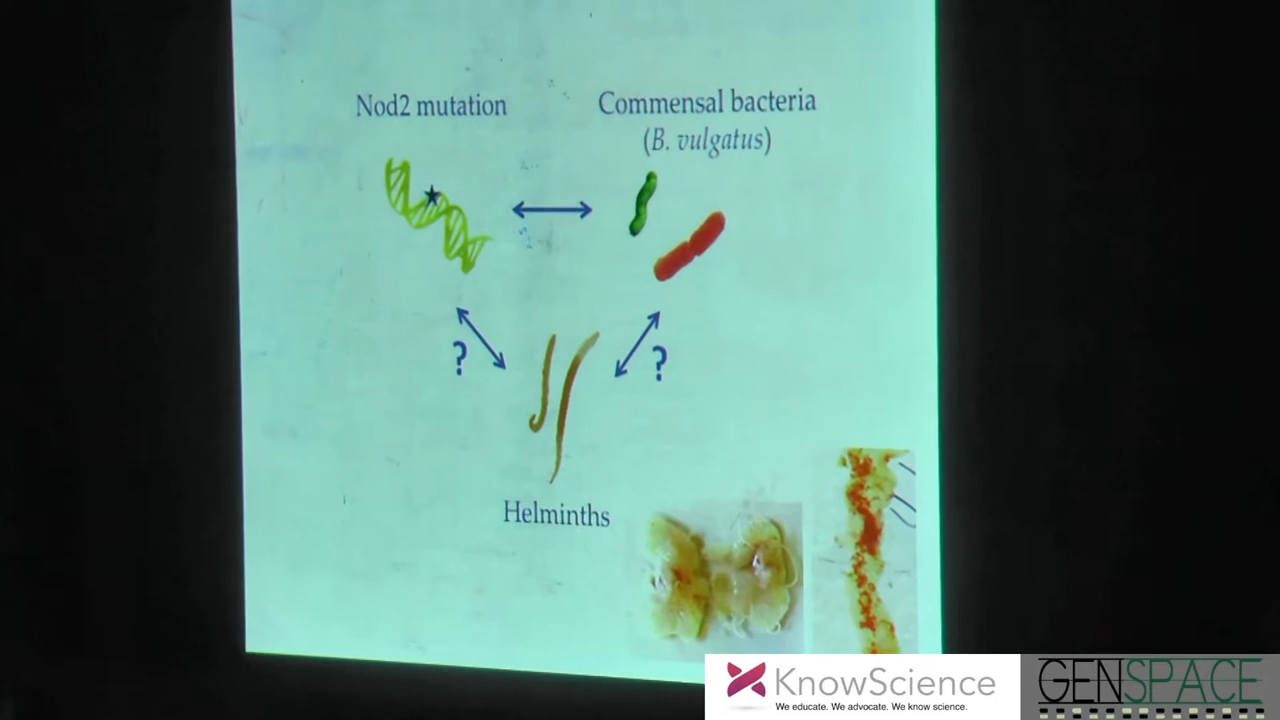 Nod2 mutation
Commensal bacteria
(B. vulgatus)
?
?
Helminths
KnowScience
We educate. We advocate. We know science.
GENSPACE